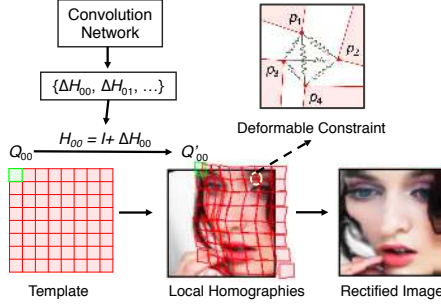 Convolution
Network
{ΔH00, ΔH01, ...}
H00 = I+ ΔH00
Q00
Q'00
p1
p2
p3
p4
Deformable Constraint
Template
Local Homographies
Rectified Image